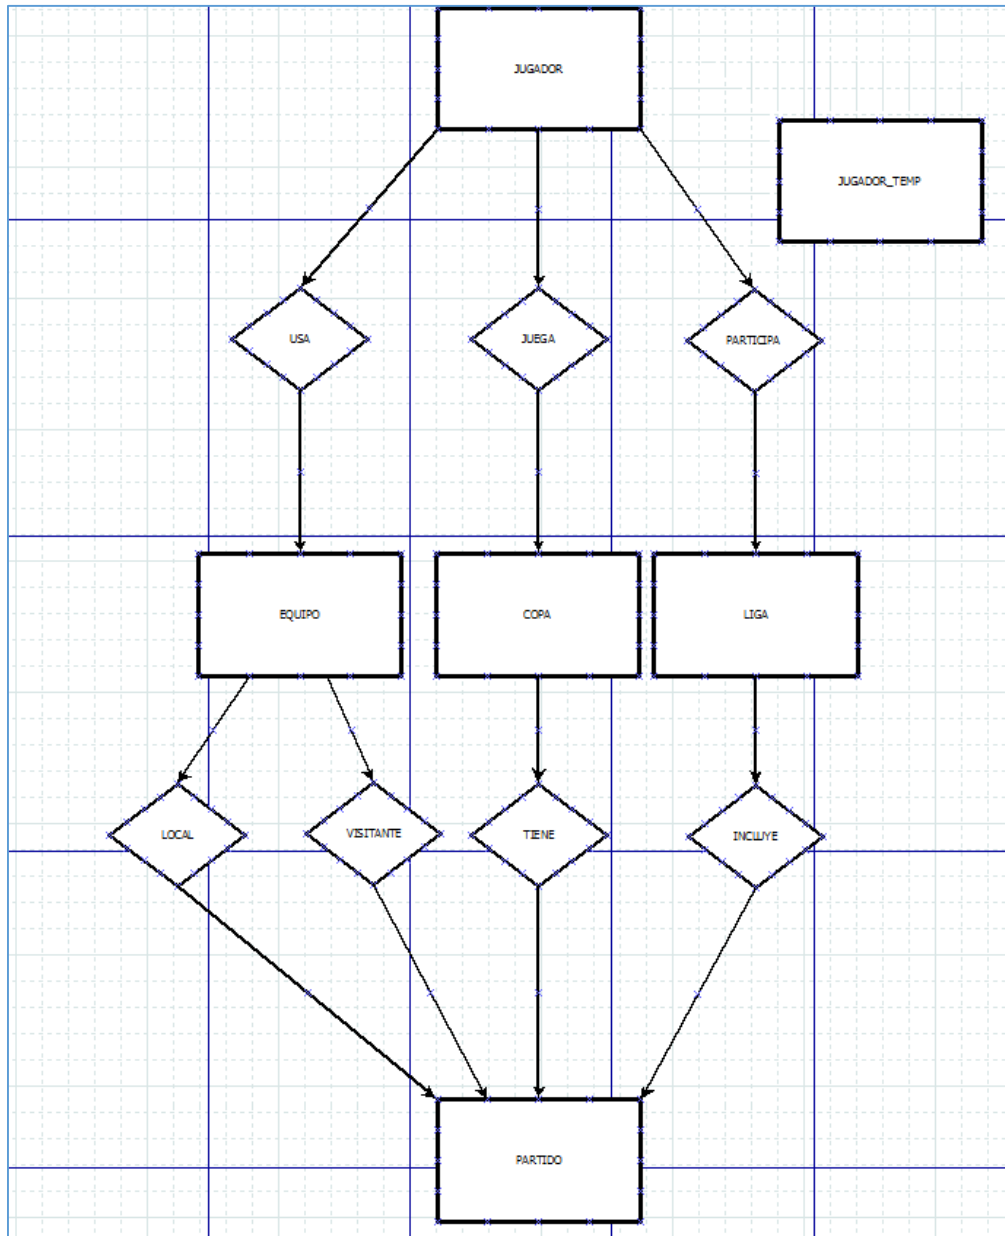 JUGADOR
JUGADOR_TEMP
USA
JUEGA
PARTICIPA
EQUIPO
COPA
LIGA
LOCAL
VISITANTE
TIENE
INCLUYE
PARTIDO